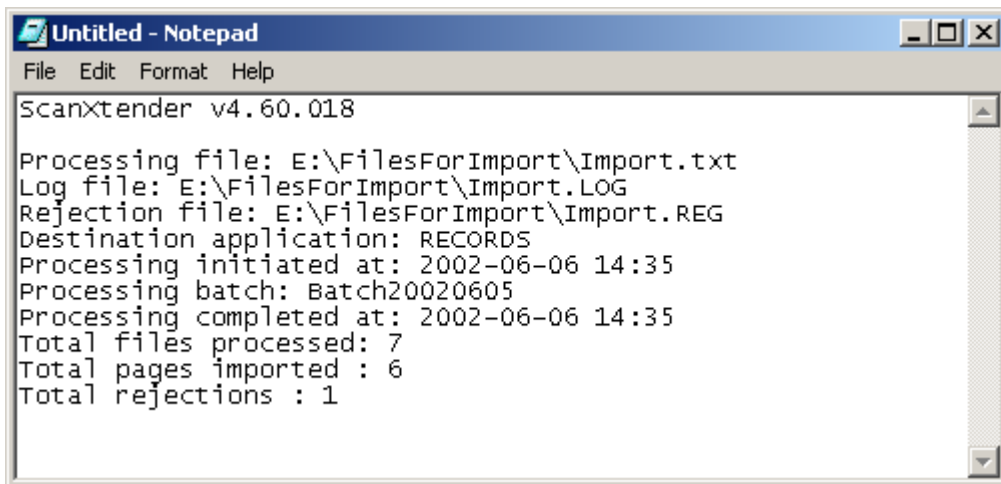 Untitled - Notepad
File Edit Format Help
ScanXtender v4.60.018
Processing file: E:\FilesForImport\Import.txt
Log file: E:\FilesForImport\Import.LOG
Rejection file: E:\FilesForImport\Import.REG
Destination application: RECORDS
Processing initiated at: 2002-06-06 14:35
Processing batch: Batch20020605
Processing completed at: 2002-06-06 14:35
Total files processed: 7
Total pages imported : 6
Total rejections : 1